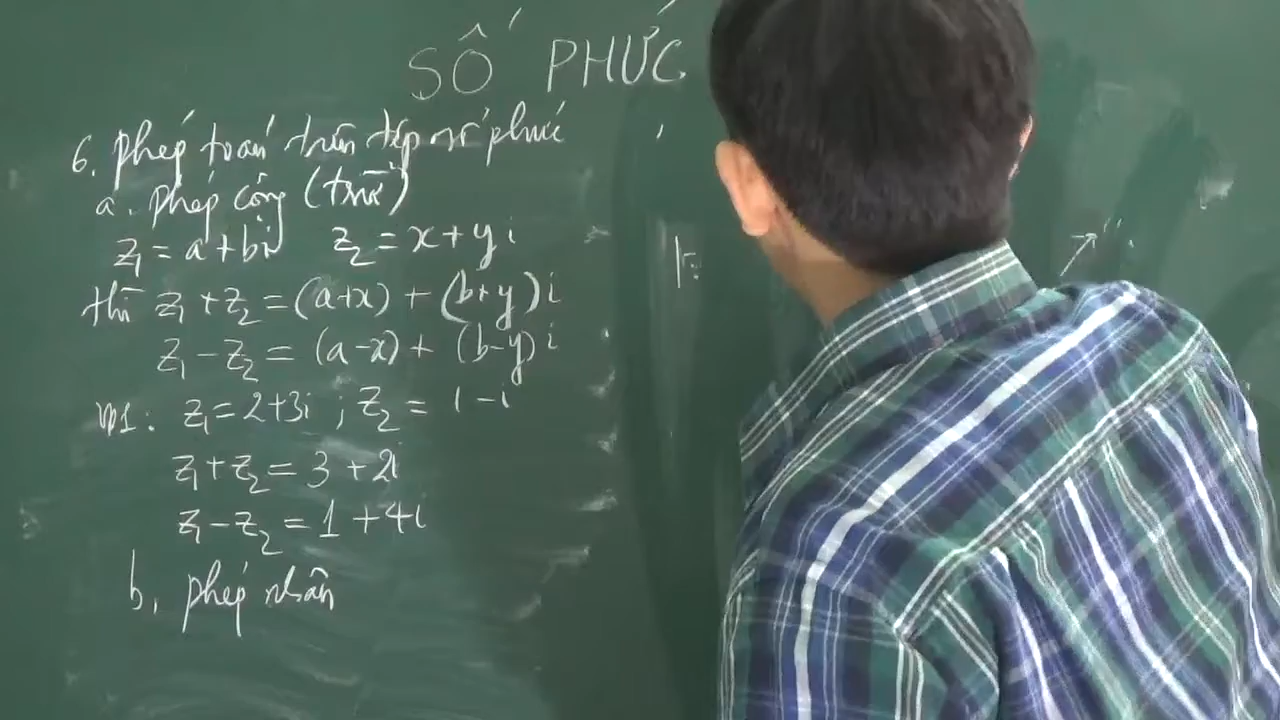 SỐ PHỨC
6. Phép toán trên tập số phức
a. Phép cộng (trừ)
z₁ = a + bi z₂ = x + yi
thì z₁ + z₂ = (a+x) + (b+y)i
z₁ - z₂ = (a-x) + (b-y)i
VD1: z₁ = 2+3i ; z₂ = 1-i
z₁ + z₂ = 3 + 2i
z₁ - z₂ = 1 + 4i
b, phép nhân